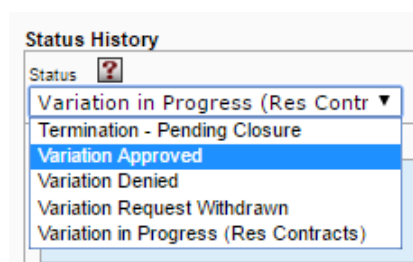 Status History
Status ?
Variation in Progress (Res Contr ▼
Termination - Pending Closure
Variation Approved
Variation Denied
Variation Request Withdrawn
Variation in Progress (Res Contracts)